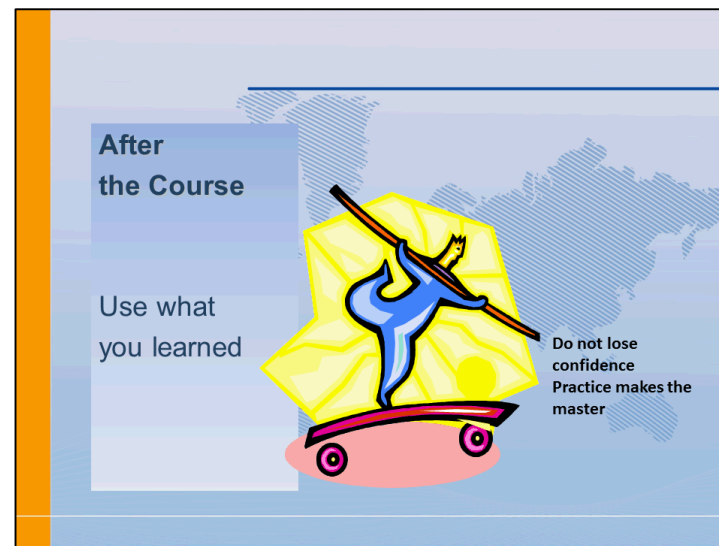 After
the Course
Use what
you learned
Do not lose
confidence
Practice makes the
master